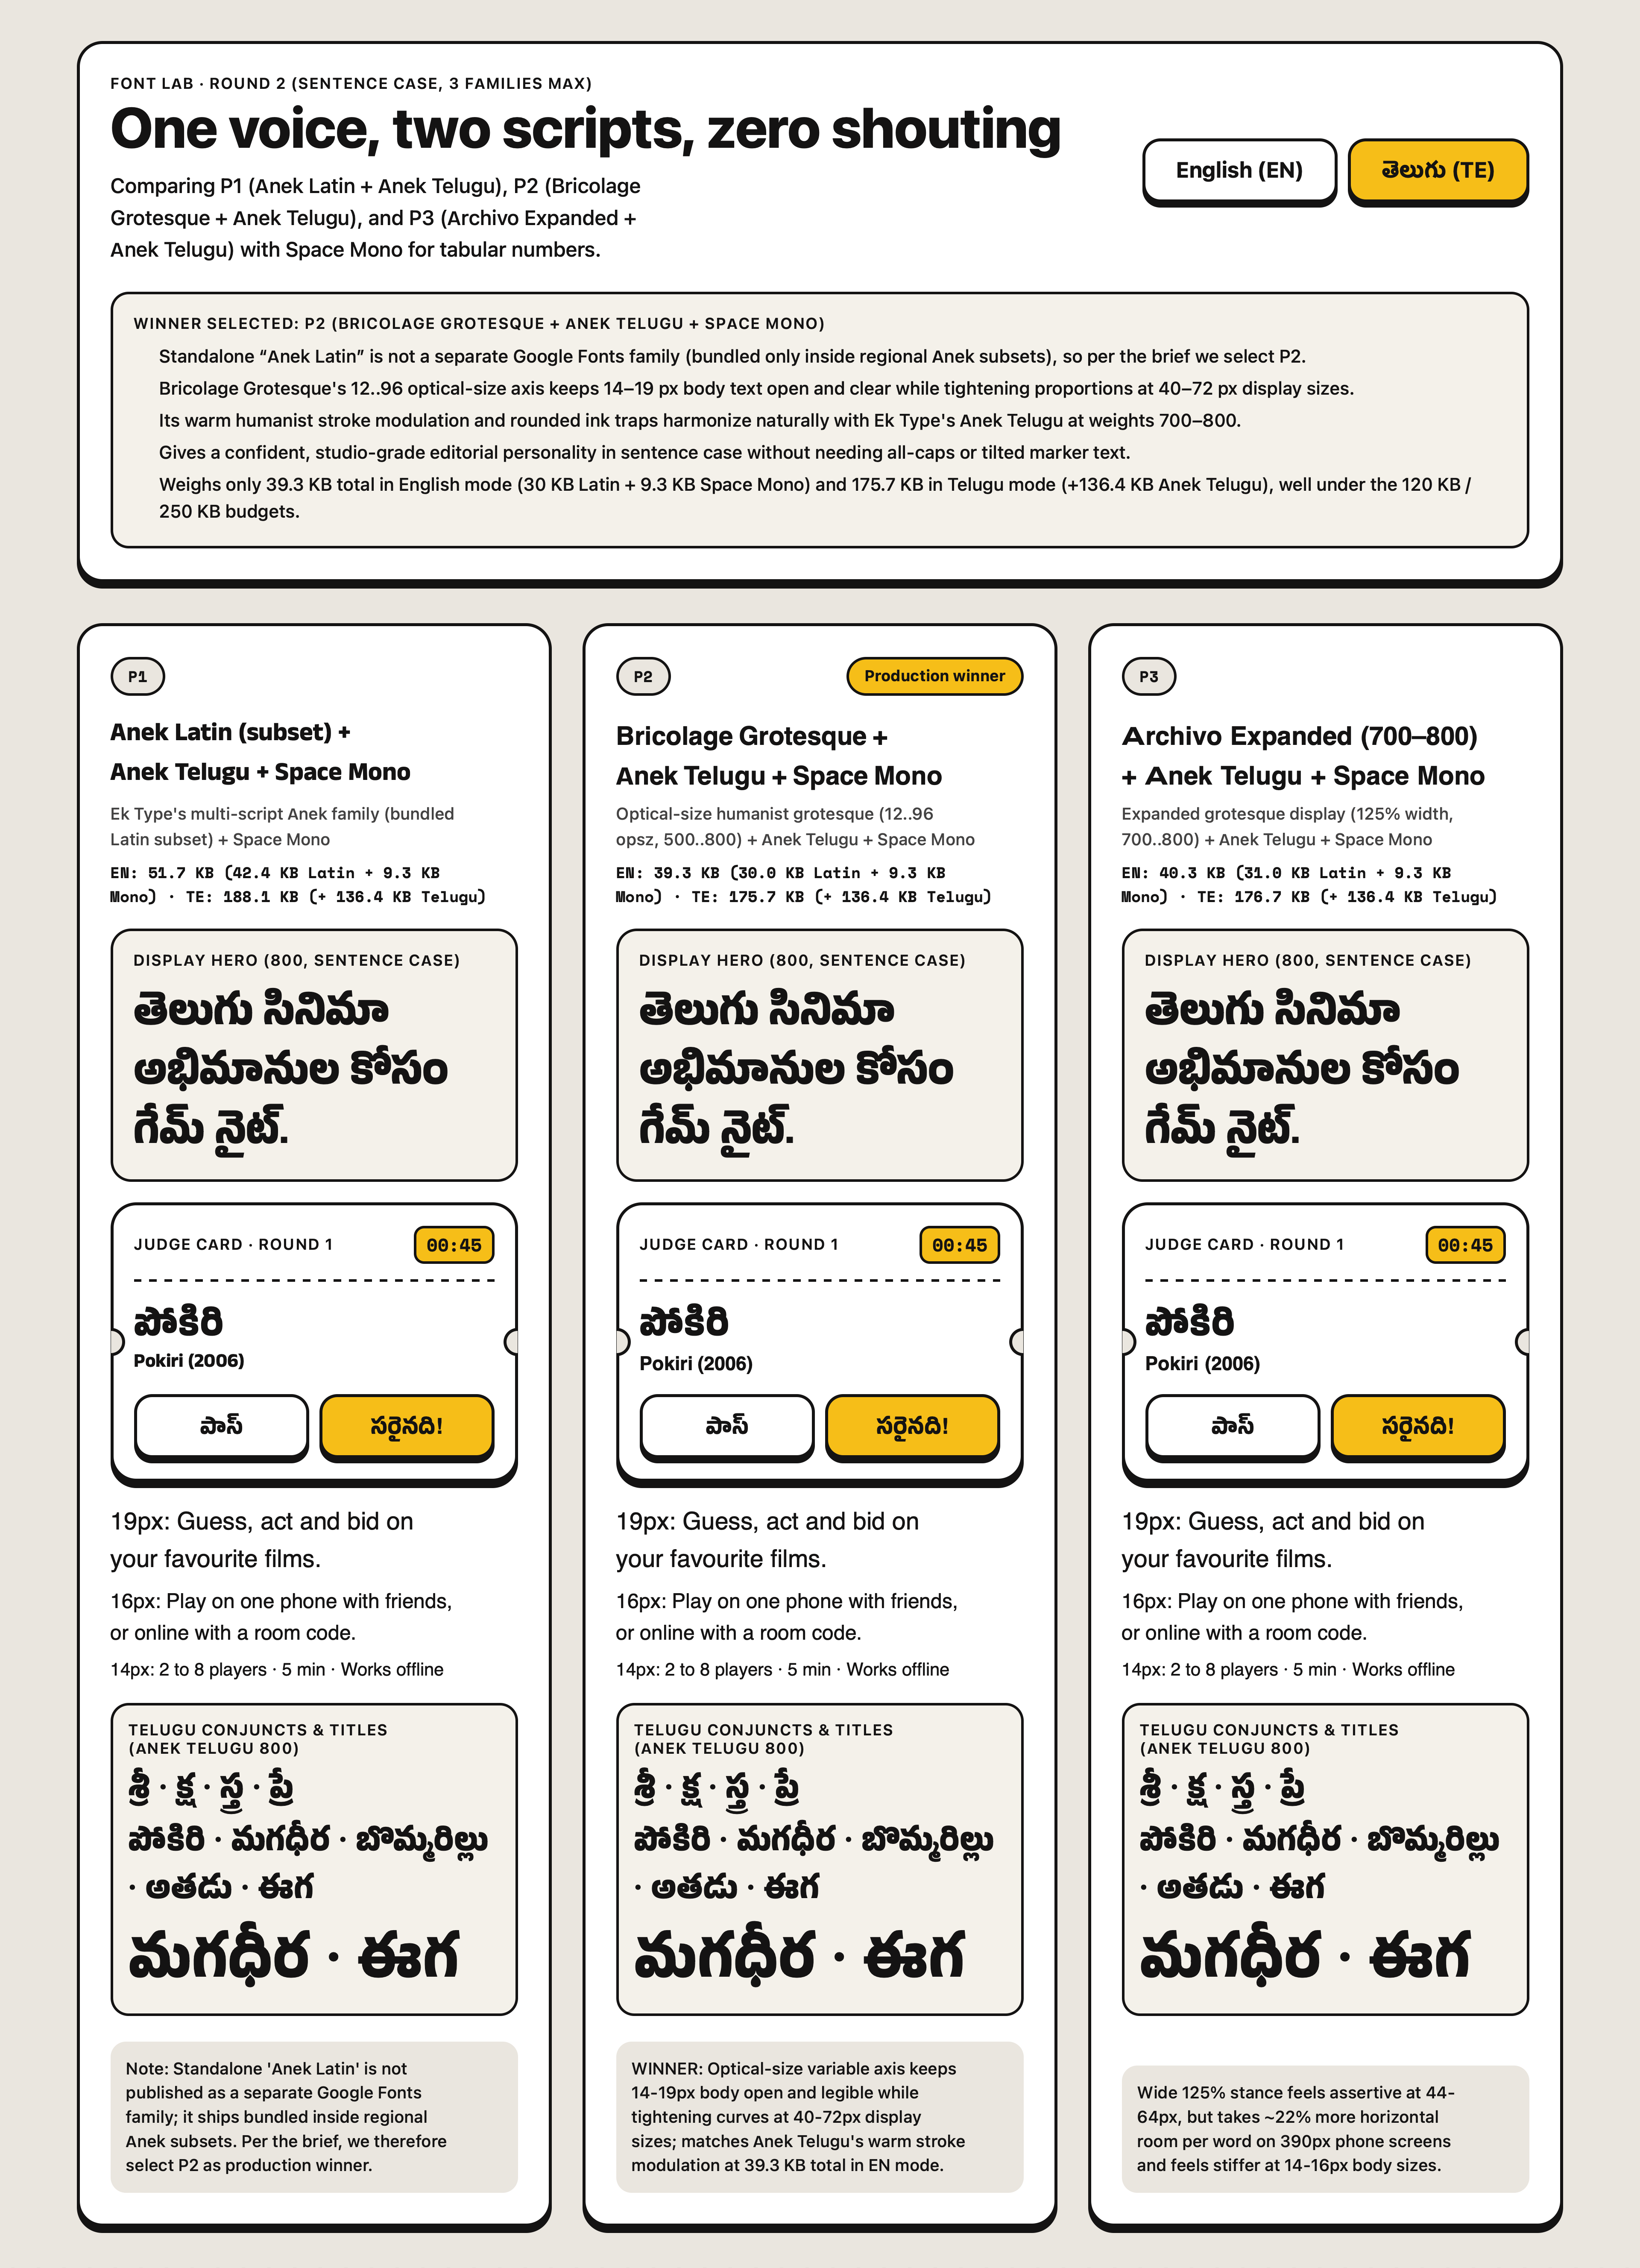 FONT LAB · ROUND 2 (SENTENCE CASE, 3 FAMILIES MAX)
One voice, two scripts, zero shouting
Comparing P1 (Anek Latin + Anek Telugu), P2 (Bricolage
Grotesque + Anek Telugu), and P3 (Archivo Expanded +
Anek Telugu) with Space Mono for tabular numbers.
English (EN)
తెలుగు (TE)
WINNER SELECTED: P2 (BRICOLAGE GROTESQUE + ANEK TELUGU + SPACE MONO)
Standalone “Anek Latin” is not a separate Google Fonts family (bundled only inside regional Anek subsets), so per the brief we select P2.
Bricolage Grotesque's 12..96 optical-size axis keeps 14–19 px body text open and clear while tightening proportions at 40–72 px display sizes.
Its warm humanist stroke modulation and rounded ink traps harmonize naturally with Ek Type's Anek Telugu at weights 700–800.
Gives a confident, studio-grade editorial personality in sentence case without needing all-caps or tilted marker text.
Weighs only 39.3 KB total in English mode (30 KB Latin + 9.3 KB Space Mono) and 175.7 KB in Telugu mode (+136.4 KB Anek Telugu), well under the 120 KB /
250 KB budgets.
P1
Anek Latin (subset) +
Anek Telugu + Space Mono
Ek Type's multi-script Anek family (bundled
Latin subset) + Space Mono
EN: 51.7 KB (42.4 KB Latin + 9.3 KB
Mono) · TE: 188.1 KB (+ 136.4 KB Telugu)
DISPLAY HERO (800, SENTENCE CASE)
తెలుగు సినిమా
అభిమానుల కోసం
గేమ్ నైట్.
JUDGE CARD · ROUND 1
00:45
పోకిరి
Pokiri (2006)
పాస్
సరైనది!
19px: Guess, act and bid on
your favourite films.
16px: Play on one phone with friends,
or online with a room code.
14px: 2 to 8 players · 5 min · Works offline
TELUGU CONJUNCTS & TITLES
(ANEK TELUGU 800)
శ్రీ · క్ష · స్త్ర · ప్రే
పోకిరి · మగధీర · బొమ్మరిల్లు
· అతడు · ఈగ
మగధీర · ఈగ
Note: Standalone 'Anek Latin' is not
published as a separate Google Fonts
family; it ships bundled inside regional
Anek subsets. Per the brief, we therefore
select P2 as production winner.
P2
Production winner
Bricolage Grotesque +
Anek Telugu + Space Mono
Optical-size humanist grotesque (12..96
opsz, 500..800) + Anek Telugu + Space Mono
EN: 39.3 KB (30.0 KB Latin + 9.3 KB
Mono) · TE: 175.7 KB (+ 136.4 KB Telugu)
DISPLAY HERO (800, SENTENCE CASE)
తెలుగు సినిమా
అభిమానుల కోసం
గేమ్ నైట్.
JUDGE CARD · ROUND 1
00:45
పోకిరి
Pokiri (2006)
పాస్
సరైనది!
19px: Guess, act and bid on
your favourite films.
16px: Play on one phone with friends,
or online with a room code.
14px: 2 to 8 players · 5 min · Works offline
TELUGU CONJUNCTS & TITLES
(ANEK TELUGU 800)
శ్రీ · క్ష · స్త్ర · ప్రే
పోకిరి · మగధీర · బొమ్మరిల్లు
· అతడు · ఈగ
మగధీర · ఈగ
WINNER: Optical-size variable axis keeps
14-19px body open and legible while
tightening curves at 40-72px display
sizes; matches Anek Telugu's warm stroke
modulation at 39.3 KB total in EN mode.
P3
Archivo Expanded (700–800)
+ Anek Telugu + Space Mono
Expanded grotesque display (125% width,
700..800) + Anek Telugu + Space Mono
EN: 40.3 KB (31.0 KB Latin + 9.3 KB
Mono) · TE: 176.7 KB (+ 136.4 KB Telugu)
DISPLAY HERO (800, SENTENCE CASE)
తెలుగు సినిమా
అభిమానుల కోసం
గేమ్ నైట్.
JUDGE CARD · ROUND 1
00:45
పోకిరి
Pokiri (2006)
పాస్
సరైనది!
19px: Guess, act and bid on
your favourite films.
16px: Play on one phone with friends,
or online with a room code.
14px: 2 to 8 players · 5 min · Works offline
TELUGU CONJUNCTS & TITLES
(ANEK TELUGU 800)
శ్రీ · క్ష · స్త్ర · ప్రే
పోకిరి · మగధీర · బొమ్మరిల్లు
· అతడు · ఈగ
మగధీర · ఈగ
Wide 125% stance feels assertive at 44-
64px, but takes ~22% more horizontal
room per word on 390px phone screens
and feels stiffer at 14-16px body sizes.